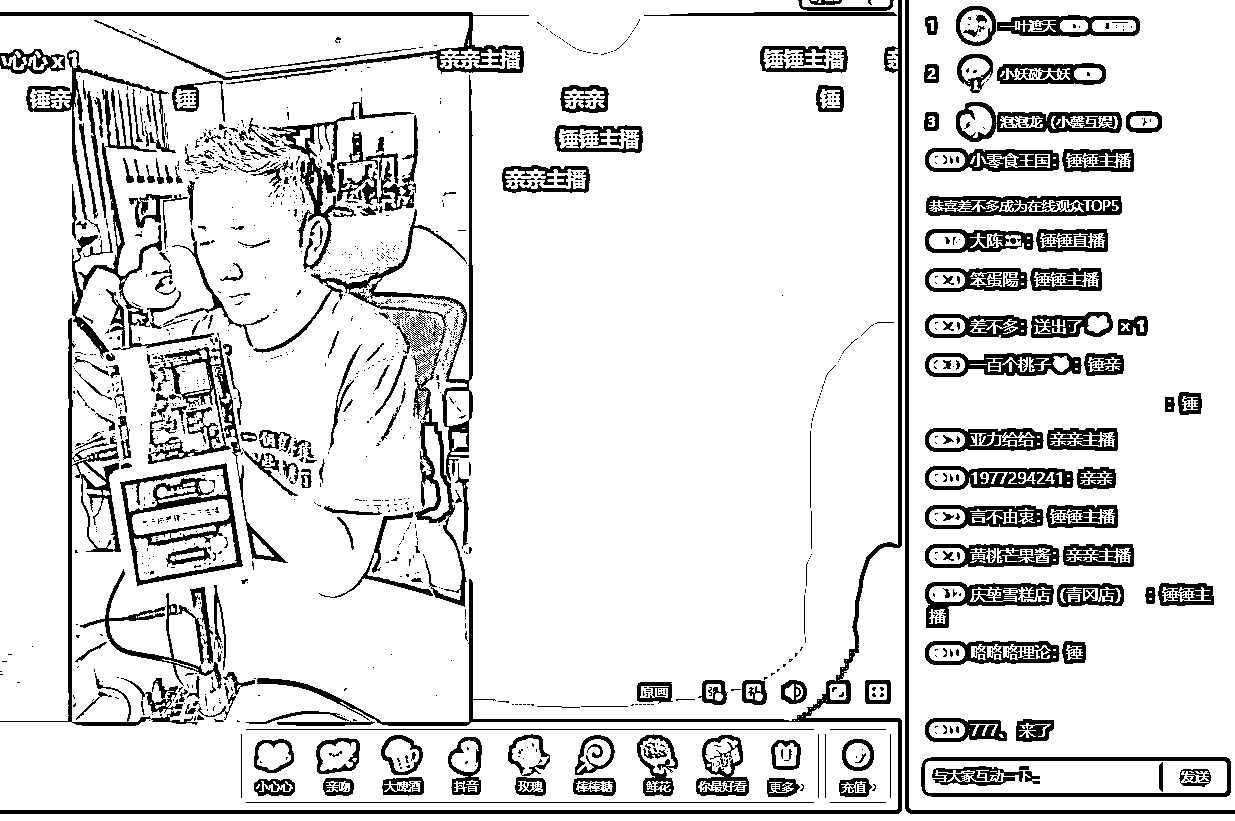 心心 x 1
亲亲主播
锤锤主播
锤亲
锤
亲亲
锤
锤锤主播
亲亲主播
原画
小心心
亲吻
大啤酒
抖音
玫瑰
棒棒糖
鲜花
你最好看
更多
充值
1 一叶遮天
2 小妖碰大妖
3 泡泡龙 (小馨互娱)
小零食王国：锤锤主播
恭喜差不多成为在线观众TOP5
大陈：锤锤直播
笨蛋陽：锤锤主播
差不多：送出了 x 1
一百个桃子：锤亲
：锤
亚力给给：亲亲主播
1977294241：亲亲
言不由衷：锤锤主播
黄桃芒果酱：亲亲主播
庆堃雪糕店 (青冈店) ：锤锤主
播
略略略理论：锤
777、 来了
与大家互动一下...
发送